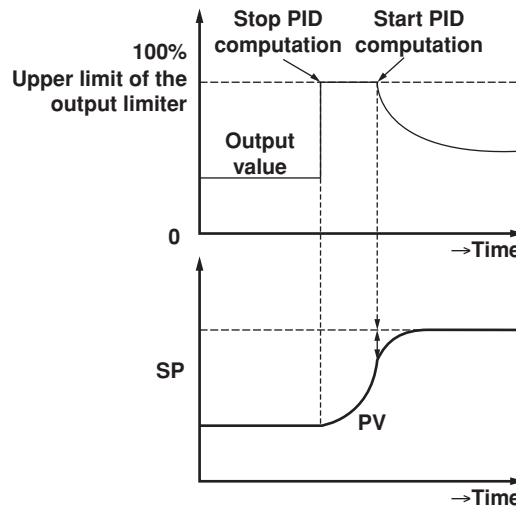 Stop PID
computation
Start PID
computation
100%
Upper limit of the
output limiter
Output
value
0
→Time
SP
PV
→Time